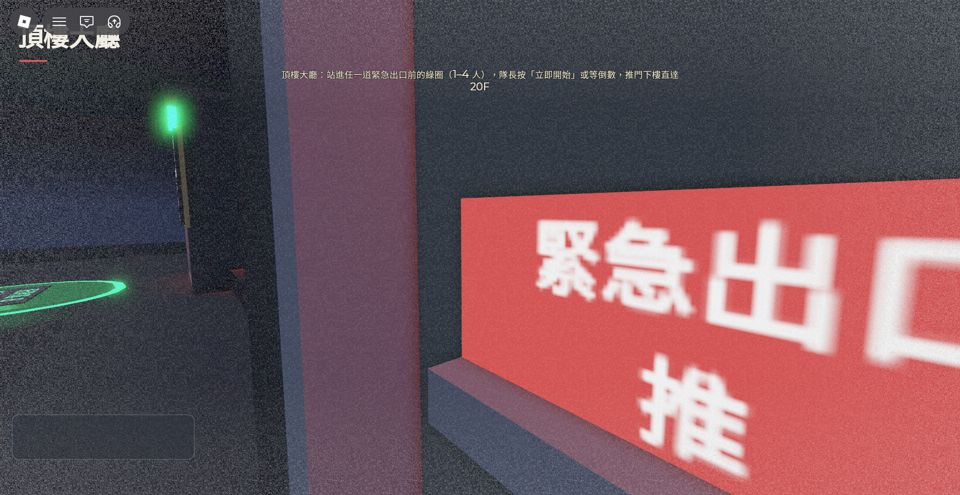 頂樓大廳
頂樓大廳：站進任一道緊急出口前的綠圈（1–4 人），隊長按「立即開始」或等倒數，推門下樓直達
20F
緊急出口
推